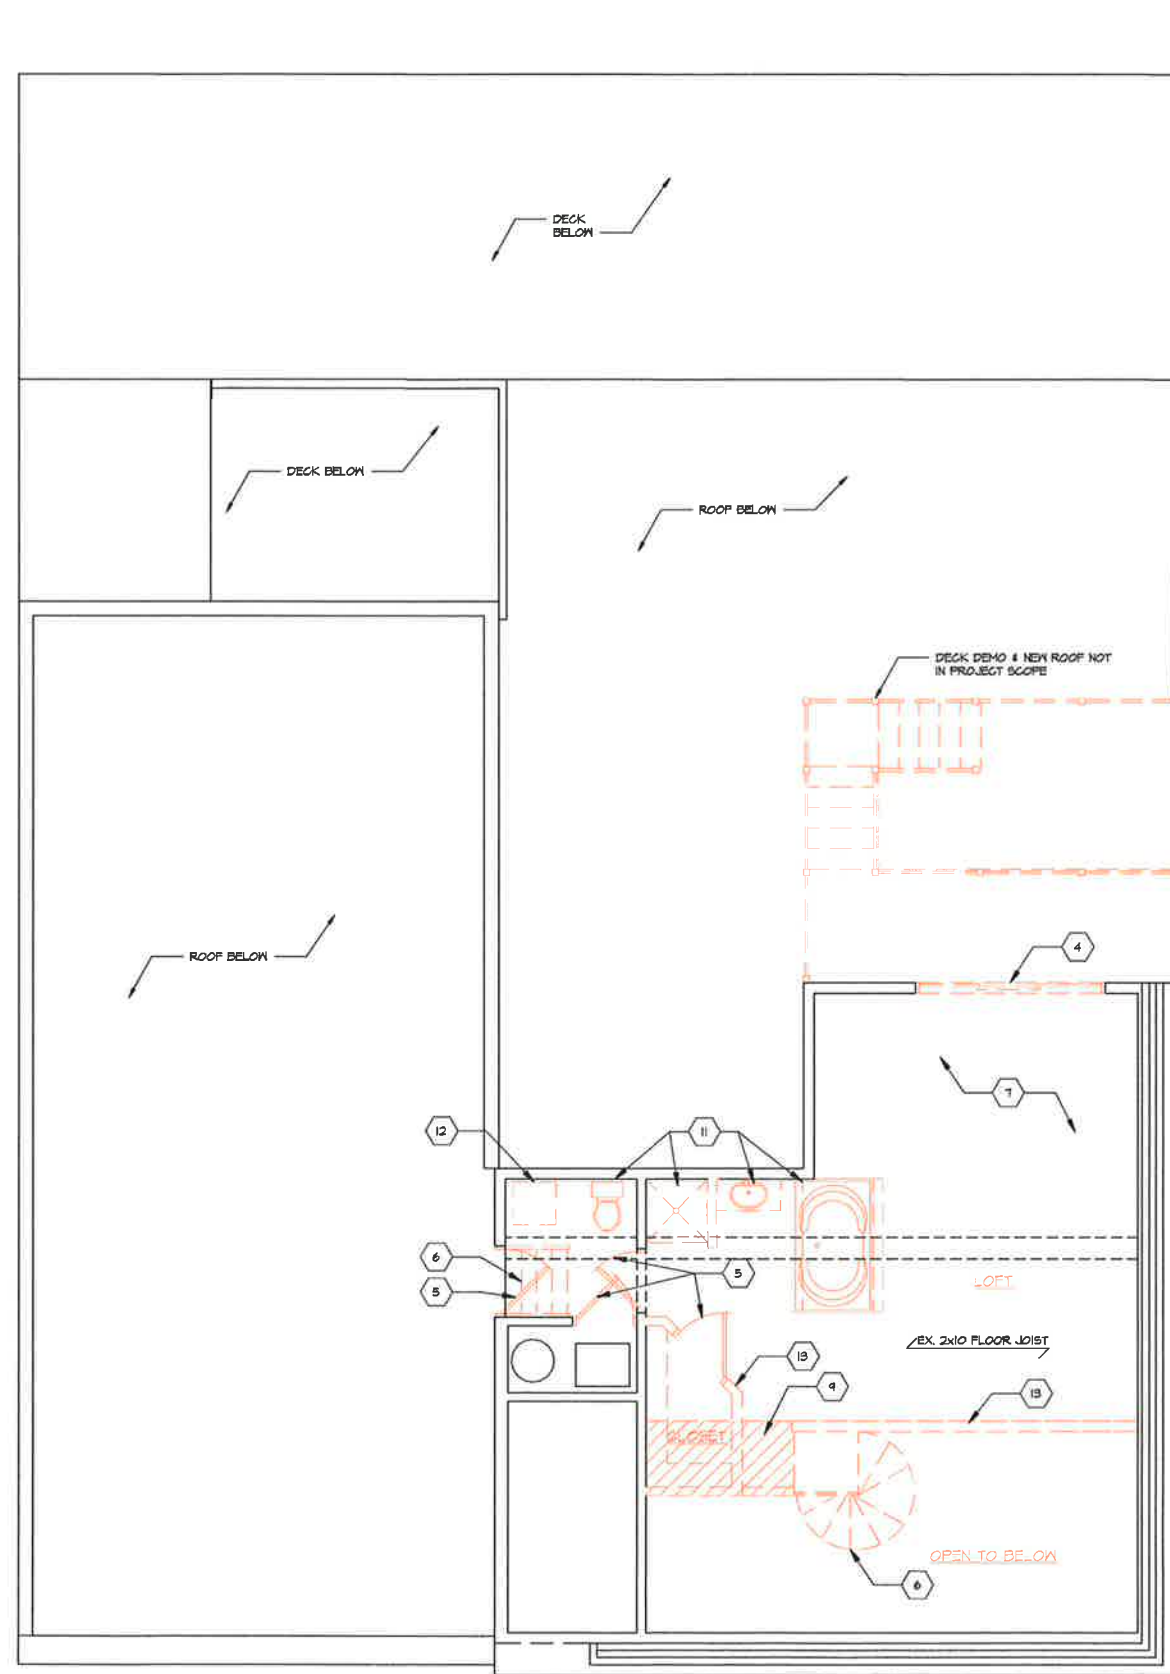 DECK
BELOW
DECK BELOW
ROOF BELOW
DECK DEMO & NEW ROOF NOT
IN PROJECT SCOPE
4
ROOF BELOW
7
12
11
6
5
5
LOFT
EX. 2x10 FLOOR JOIST
13
9
13
CLOSET
OPEN TO BELOW
6